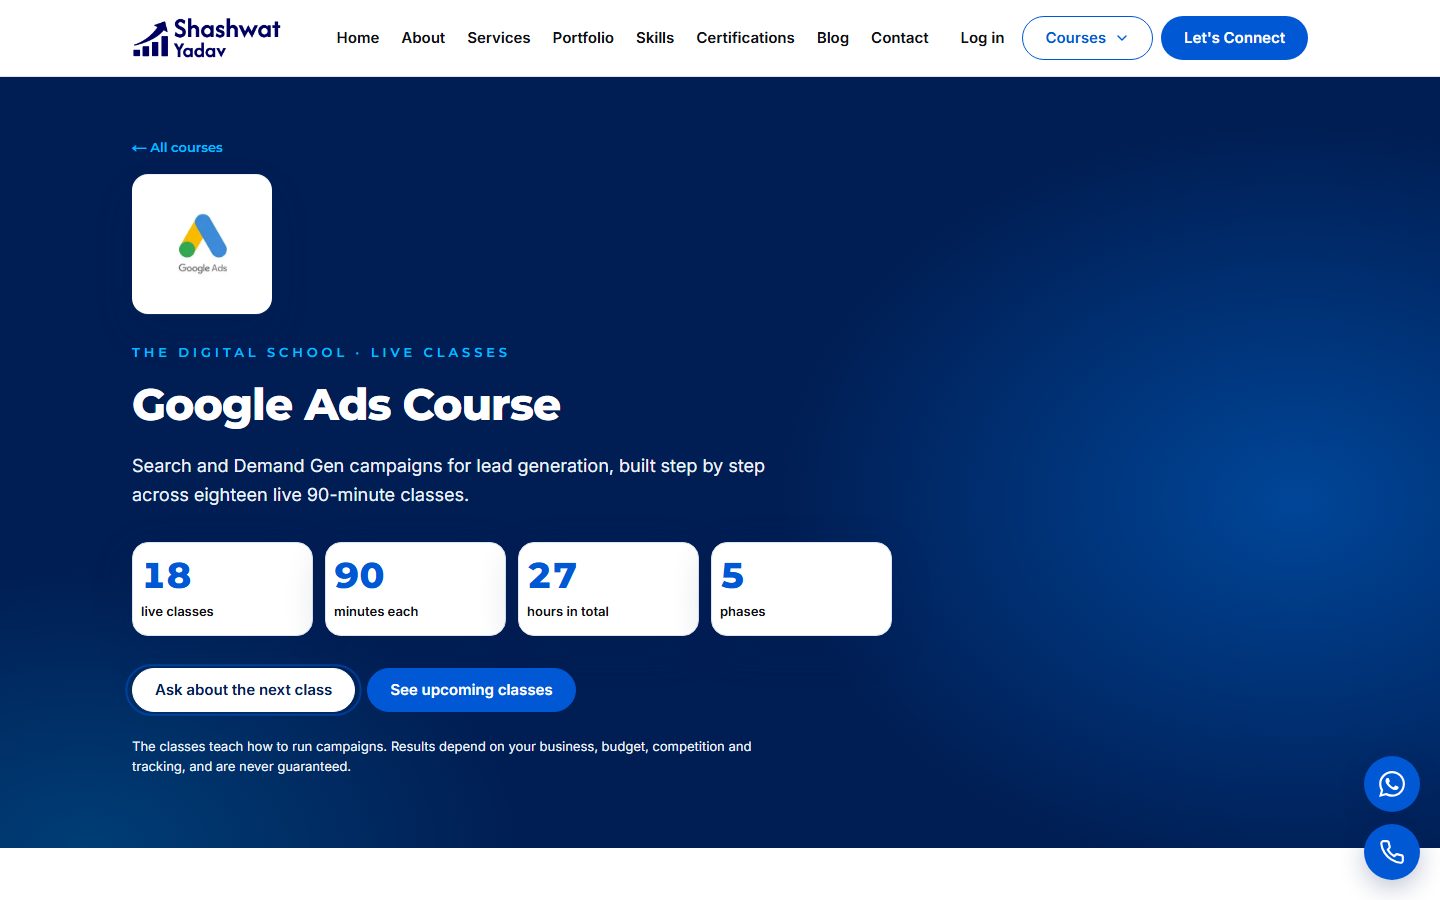 Shashwat
Yadav
Home
About
Services
Portfolio
Skills
Certifications
Blog
Contact
Log in
Courses
Let's Connect
← All courses
Google Ads
THE DIGITAL SCHOOL · LIVE CLASSES
Google Ads Course
Search and Demand Gen campaigns for lead generation, built step by step
across eighteen live 90-minute classes.
18
live classes
90
minutes each
27
hours in total
5
phases
Ask about the next class
See upcoming classes
The classes teach how to run campaigns. Results depend on your business, budget, competition and
tracking, and are never guaranteed.